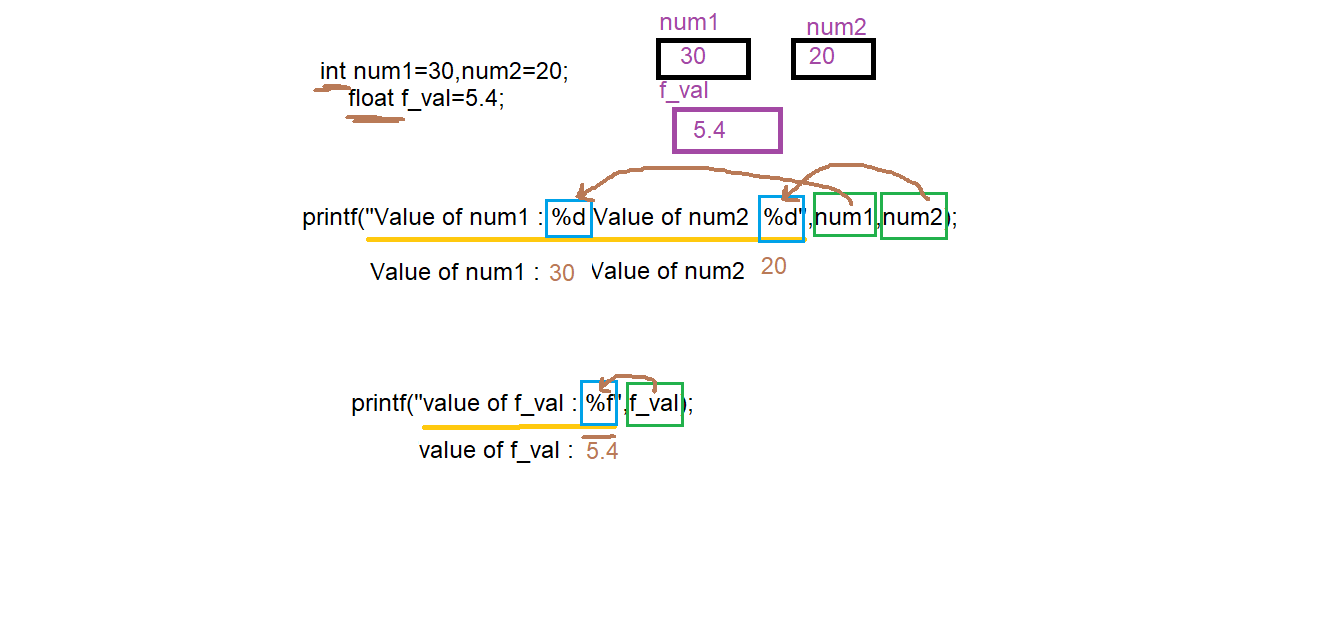 num1 num2
30 20
int num1=30,num2=20;
f_val
float f_val=5.4;
5.4
printf("Value of num1 : %d Value of num2 %d",num1,num2);
Value of num1 : 30 Value of num2 20
printf("value of f_val : %f",f_val);
value of f_val : 5.4